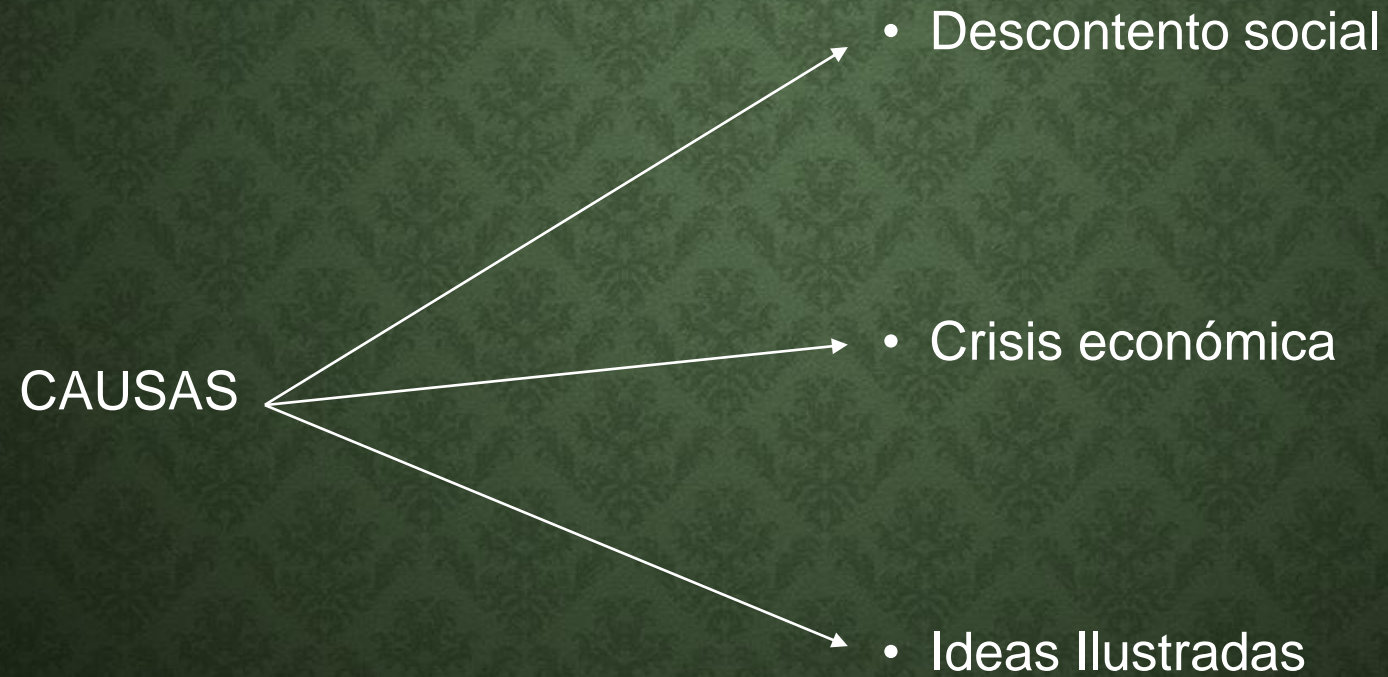 • Descontento social
• Crisis económica
CAUSAS
• Ideas Ilustradas